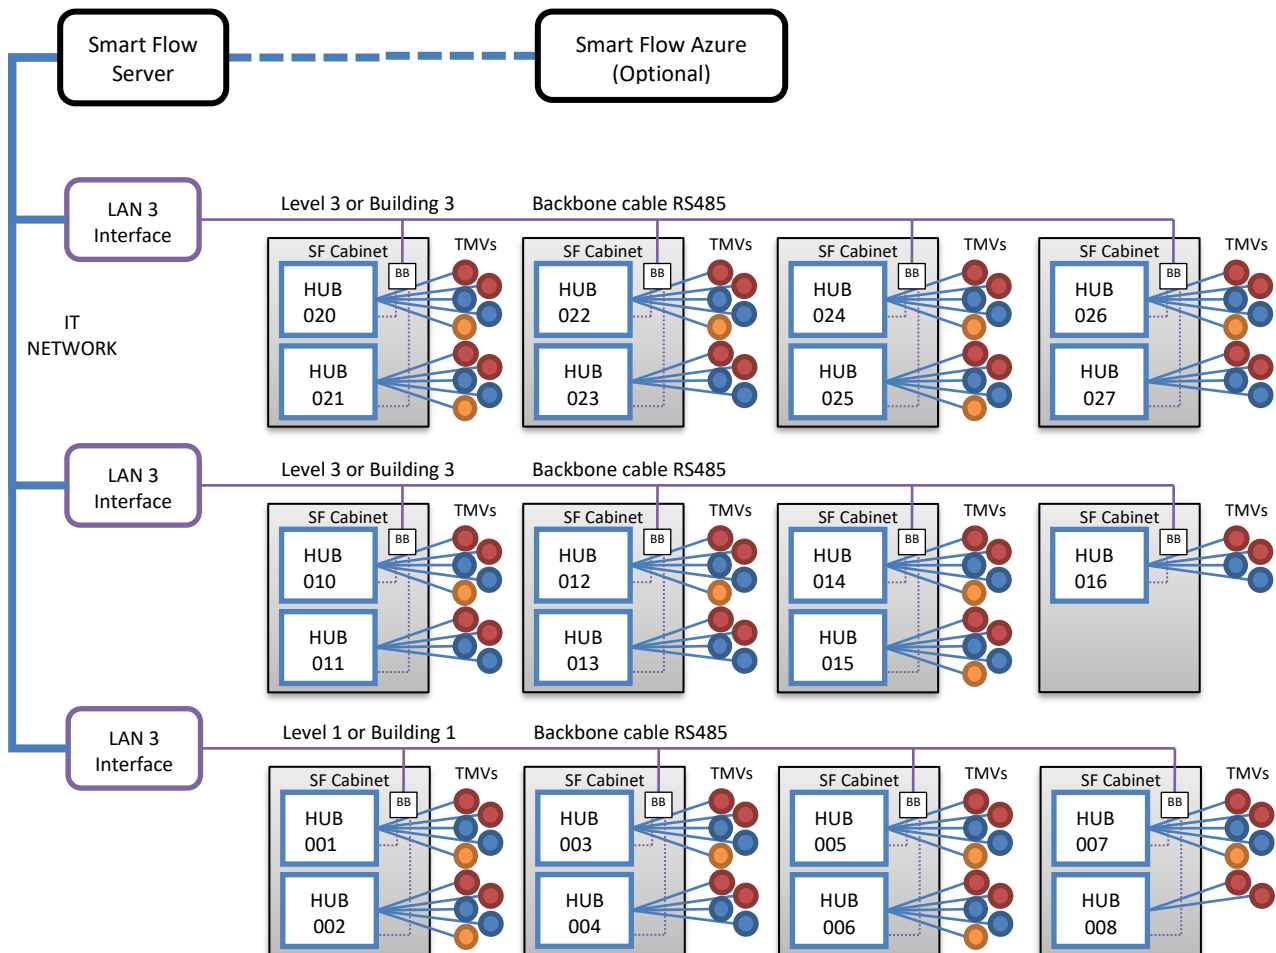 Smart Flow
Server
Smart Flow Azure
(Optional)
IT
NETWORK
LAN 3
Interface
Level 3 or Building 3
Backbone cable RS485
SF Cabinet
BB
TMVs
HUB
020
HUB
021
SF Cabinet
BB
TMVs
HUB
022
HUB
023
SF Cabinet
BB
TMVs
HUB
024
HUB
025
SF Cabinet
BB
TMVs
HUB
026
HUB
027
LAN 3
Interface
Level 3 or Building 3
Backbone cable RS485
SF Cabinet
BB
TMVs
HUB
010
HUB
011
SF Cabinet
BB
TMVs
HUB
012
HUB
013
SF Cabinet
BB
TMVs
HUB
014
HUB
015
SF Cabinet
BB
TMVs
HUB
016
LAN 3
Interface
Level 1 or Building 1
Backbone cable RS485
SF Cabinet
BB
TMVs
HUB
001
HUB
002
SF Cabinet
BB
TMVs
HUB
003
HUB
004
SF Cabinet
BB
TMVs
HUB
005
HUB
006
SF Cabinet
BB
TMVs
HUB
007
HUB
008